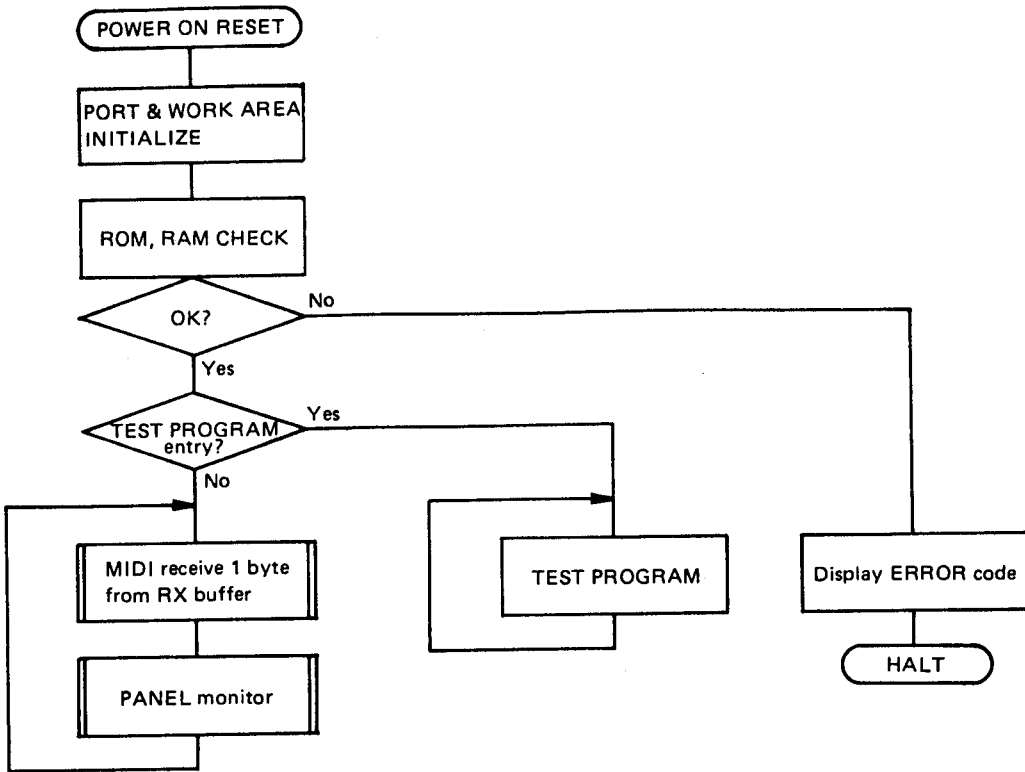 POWER ON RESET
PORT & WORK AREA
INITIALIZE
ROM, RAM CHECK
OK?
No
Yes
TEST PROGRAM
entry?
Yes
No
MIDI receive 1 byte
from RX buffer
PANEL monitor
TEST PROGRAM
Display ERROR code
HALT